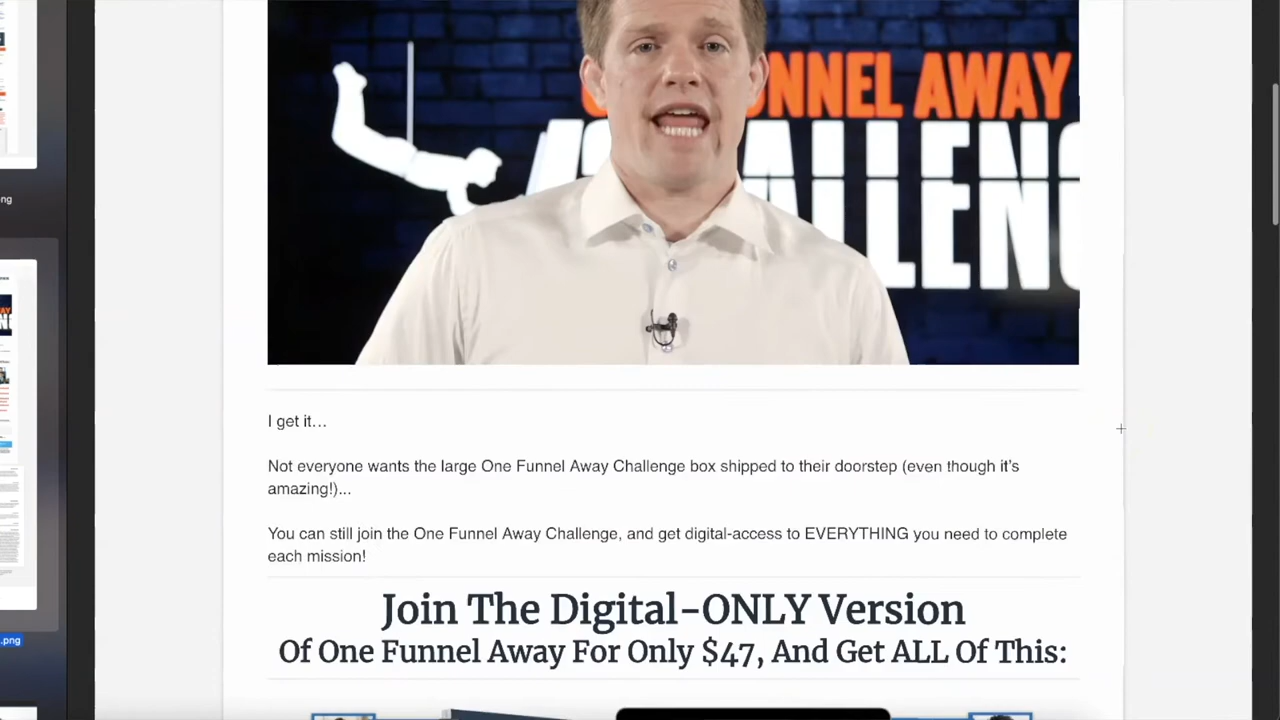 NNEL AWAY
ALLENG
ng
I get it...
Not everyone wants the large One Funnel Away Challenge box shipped to their doorstep (even though it's
amazing!)...
You can still join the One Funnel Away Challenge, and get digital-access to EVERYTHING you need to complete
each mission!
Join The Digital-ONLY Version
Of One Funnel Away For Only $47, And Get ALL Of This:
.png